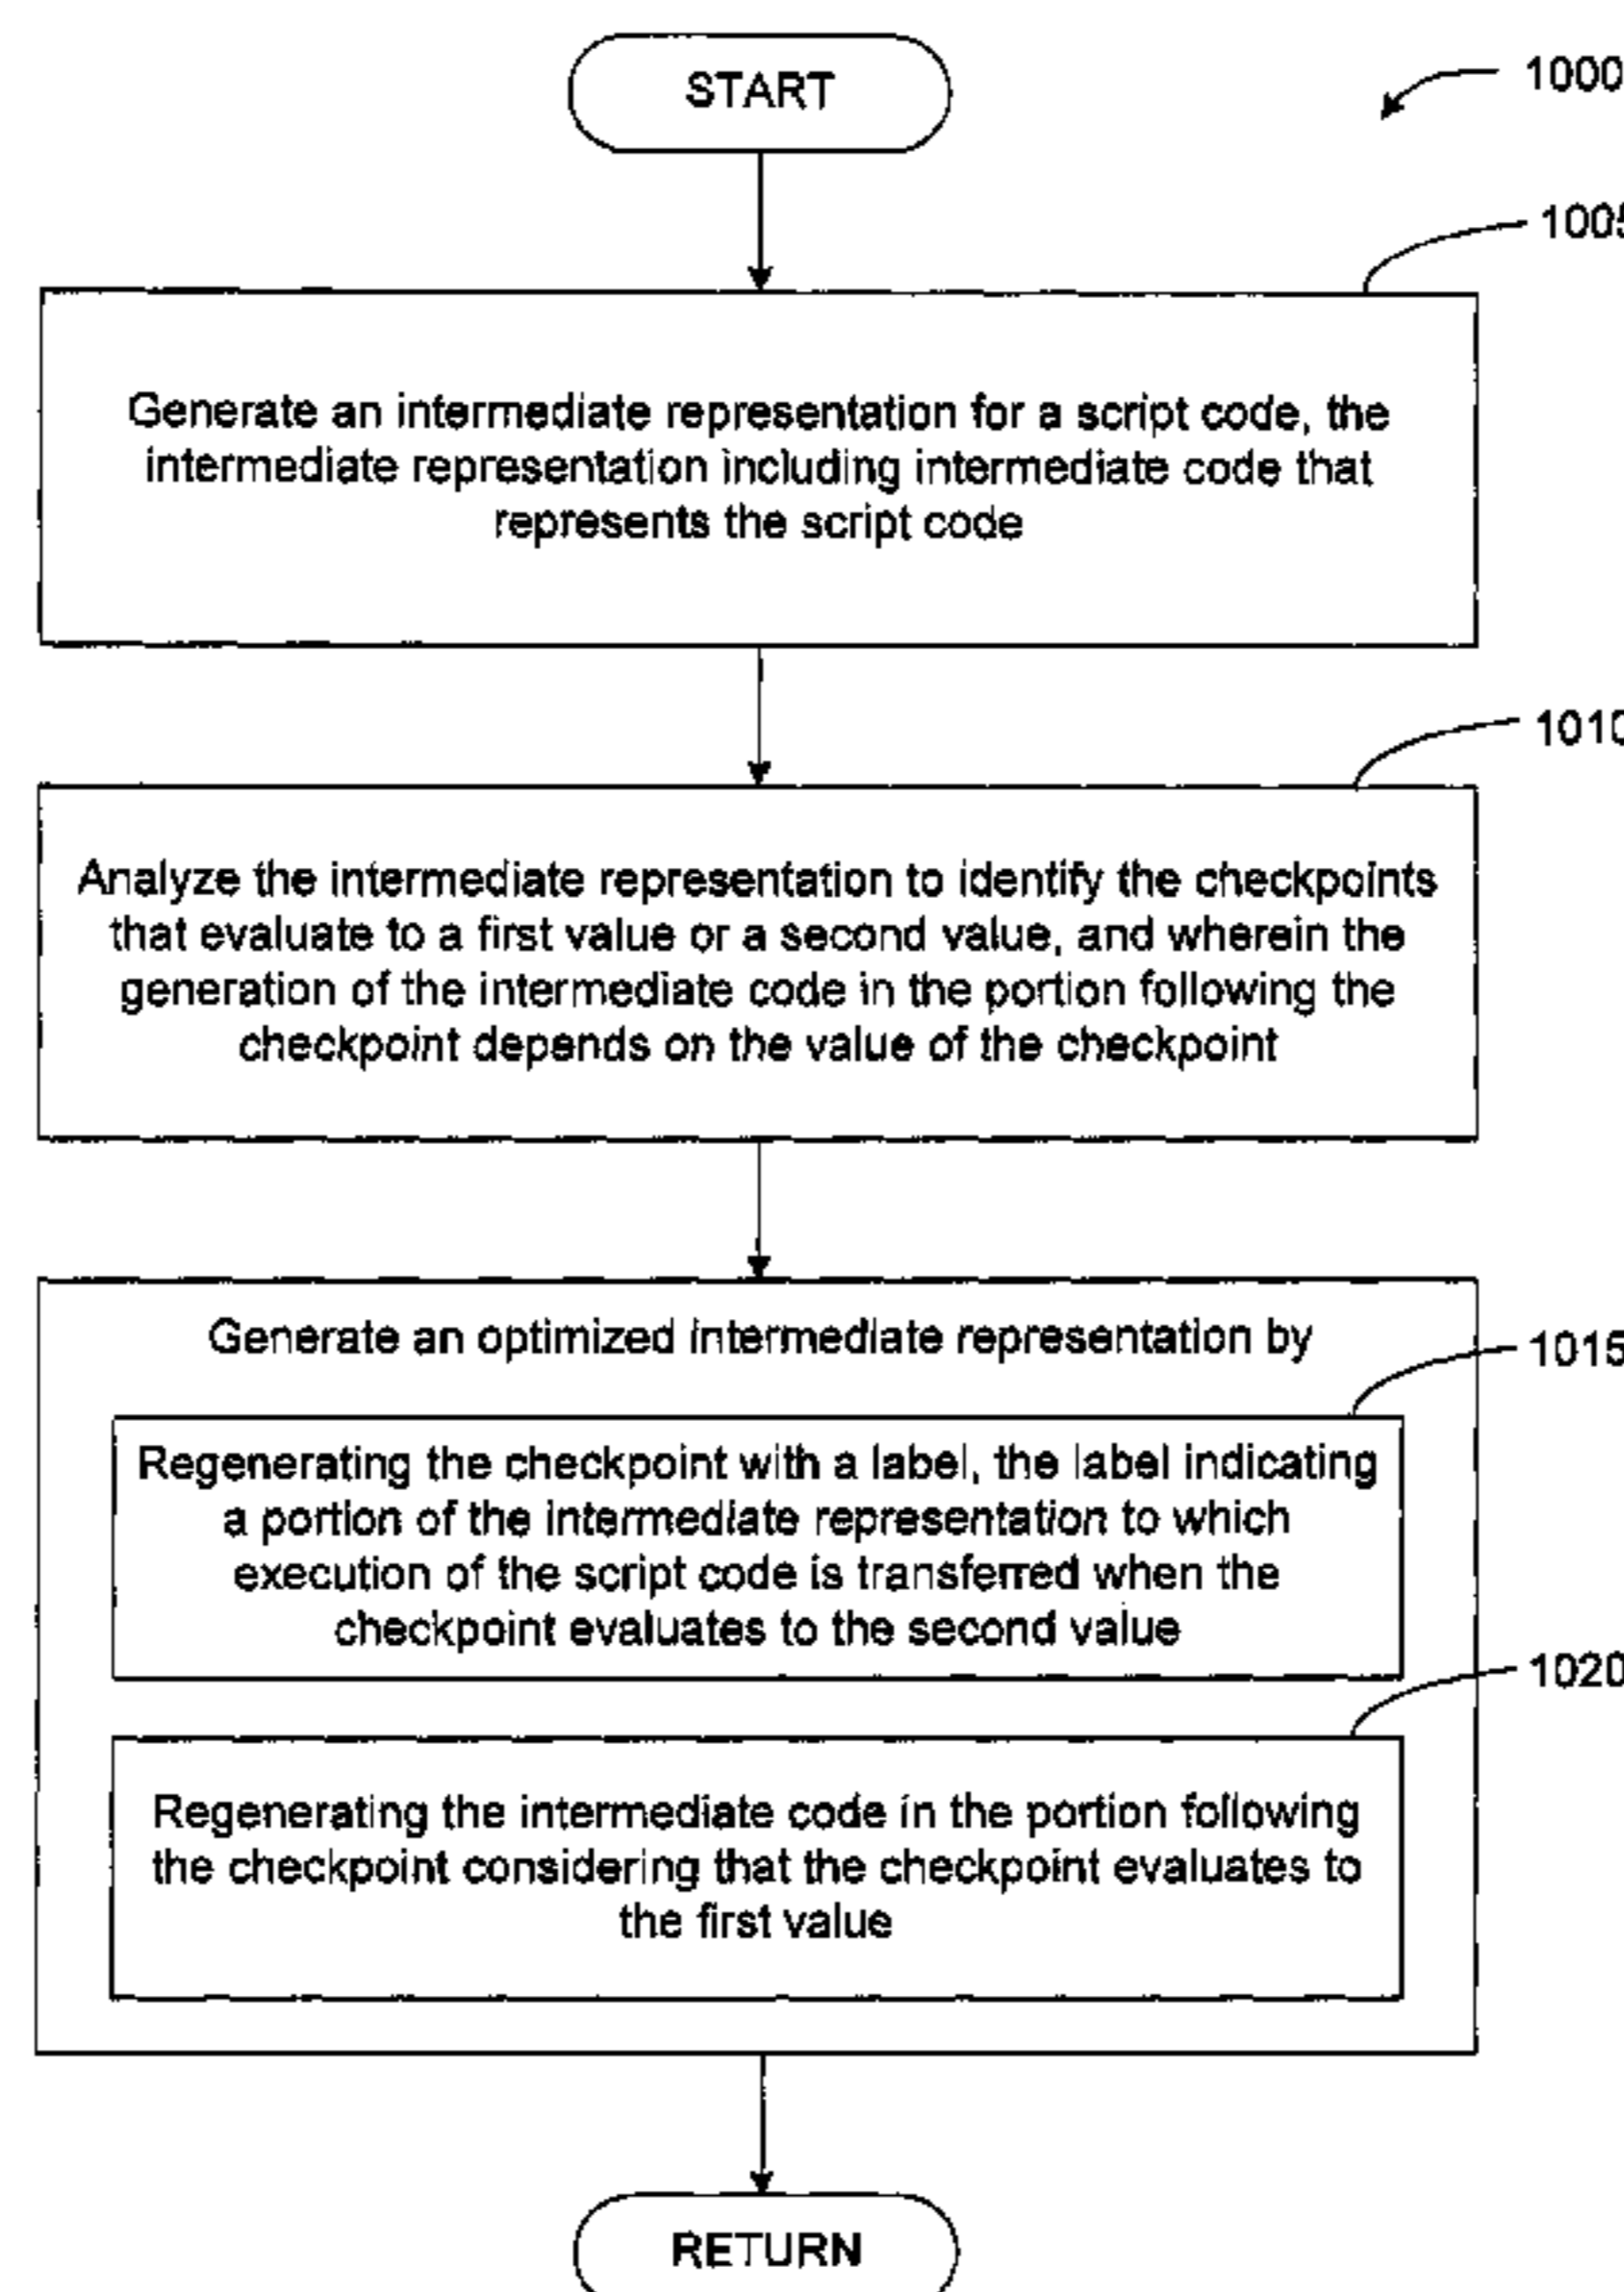 START
1000
1005
Generate an intermediate representation for a script code, the
intermediate representation including intermediate code that
represents the script code
1010
Analyze the intermediate representation to identify the checkpoints
that evaluate to a first value or a second value, and wherein the
generation of the intermediate code in the portion following the
checkpoint depends on the value of the checkpoint
Generate an optimized intermediate representation by
1015
Regenerating the checkpoint with a label, the label indicating
a portion of the intermediate representation to which
execution of the script code is transferred when the
checkpoint evaluates to the second value
1020
Regenerating the intermediate code in the portion following
the checkpoint considering that the checkpoint evaluates to
the first value
RETURN